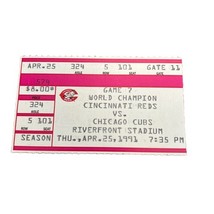 APR.25 324 5 101 GATE 11
$8.00
324
5 101
SEASON
GAME 7
WORLD CHAMPION
CINCINNATI REDS
VS.
CHICAGO CUBS
RIVERFRONT STADIUM
THU., APR.25, 1991 7:35 PM